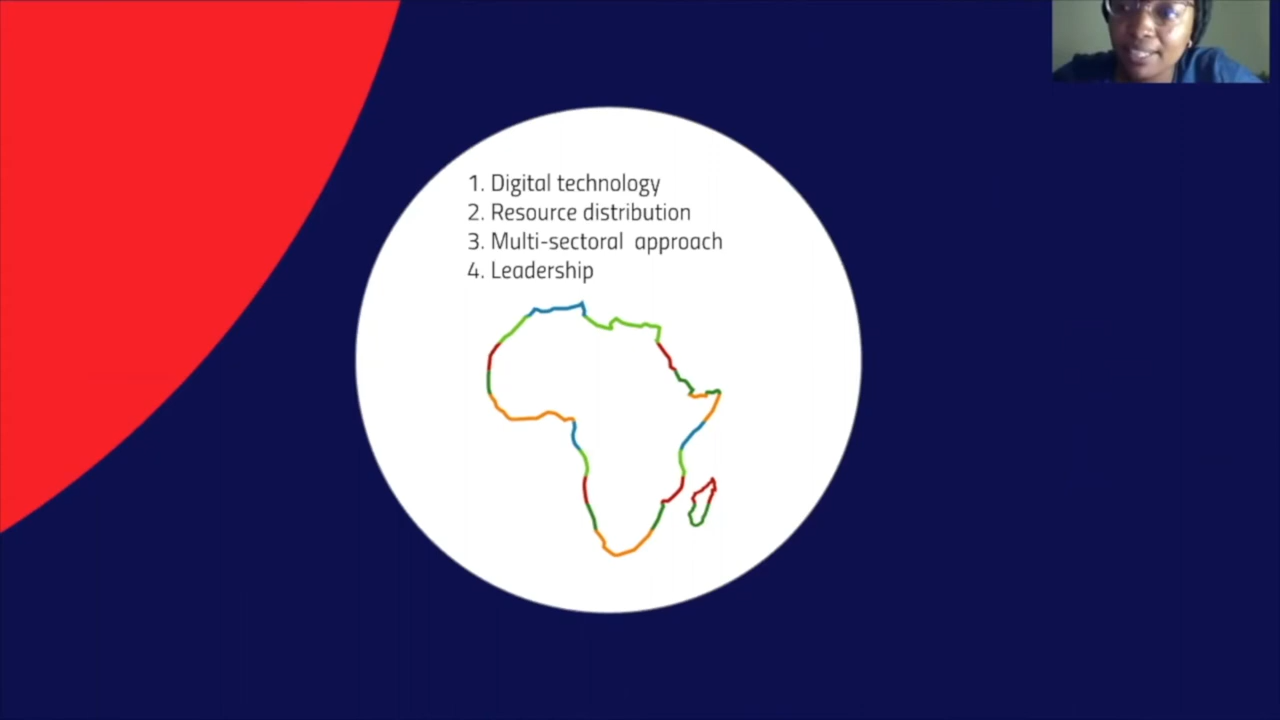 1. Digital technology
2. Resource distribution
3. Multi-sectoral approach
4. Leadership